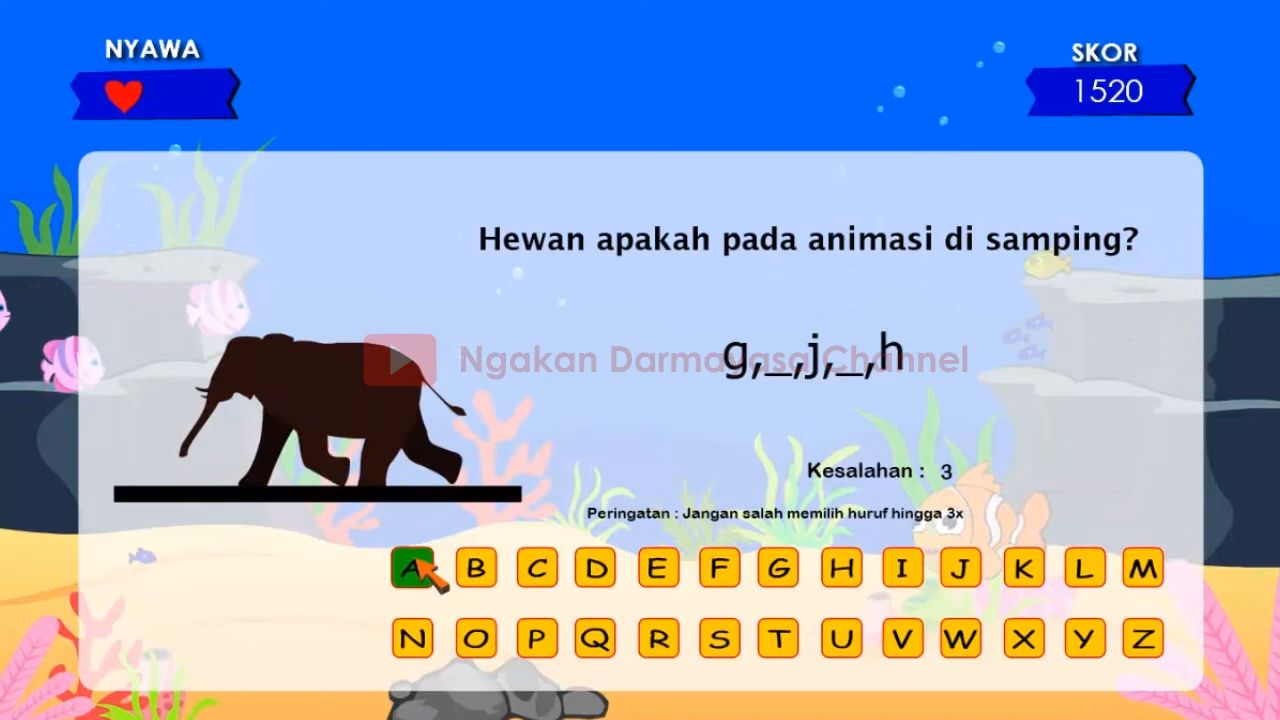 NYAWA
SKOR
1520
Hewan apakah pada animasi di samping?
g,_,j,_,h
Ngakan Darmayasa Channel
Kesalahan : 3
Peringatan : Jangan salah memilih huruf hingga 3x
A B C D E F G H I J K L M
N O P Q R S T U V W X Y Z